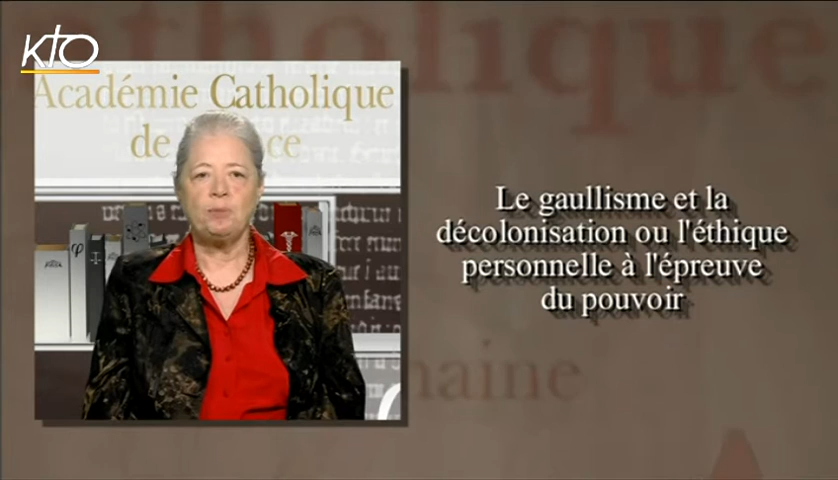 KTO
Académie Catholique
de
Le gaullisme et la
décolonisation ou l'éthique
personnelle à l'épreuve
du pouvoir